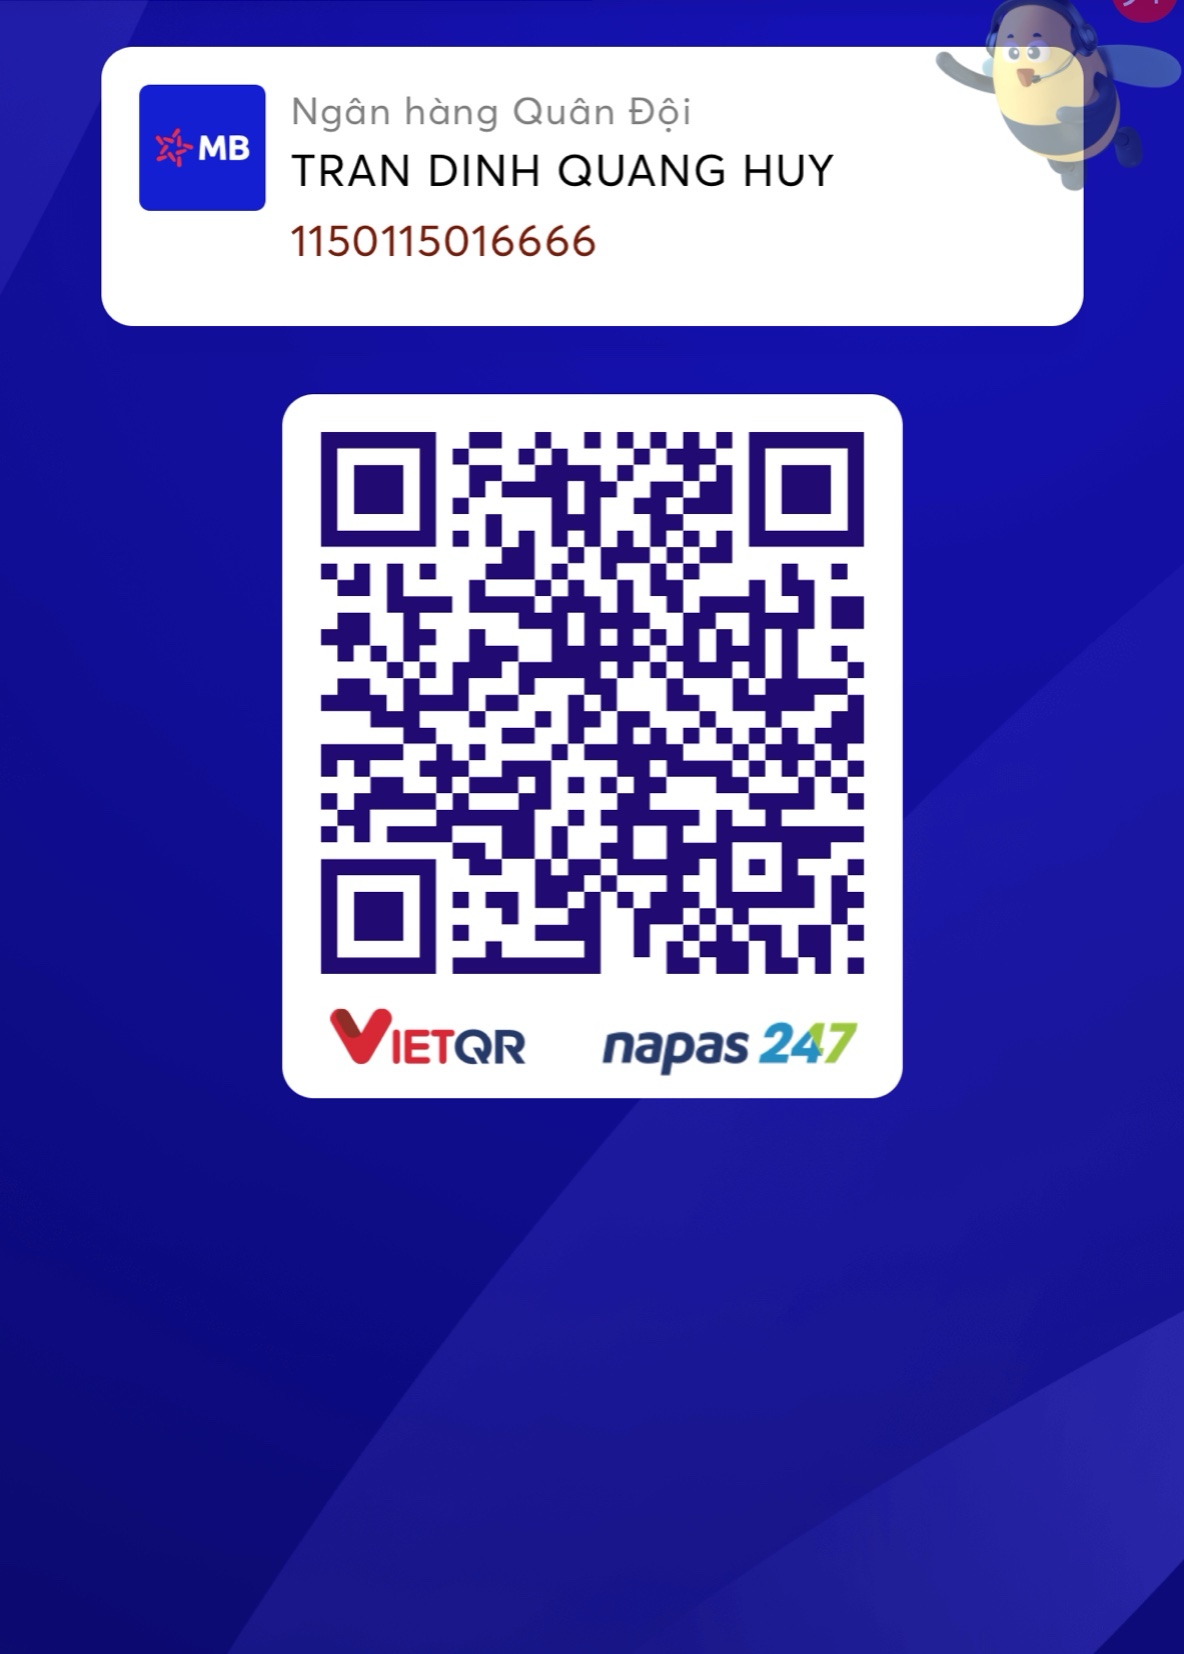 MB
Ngân hàng Quân Đội
TRAN DINH QUANG HUY
1150115016666
VIETQR
napas 247